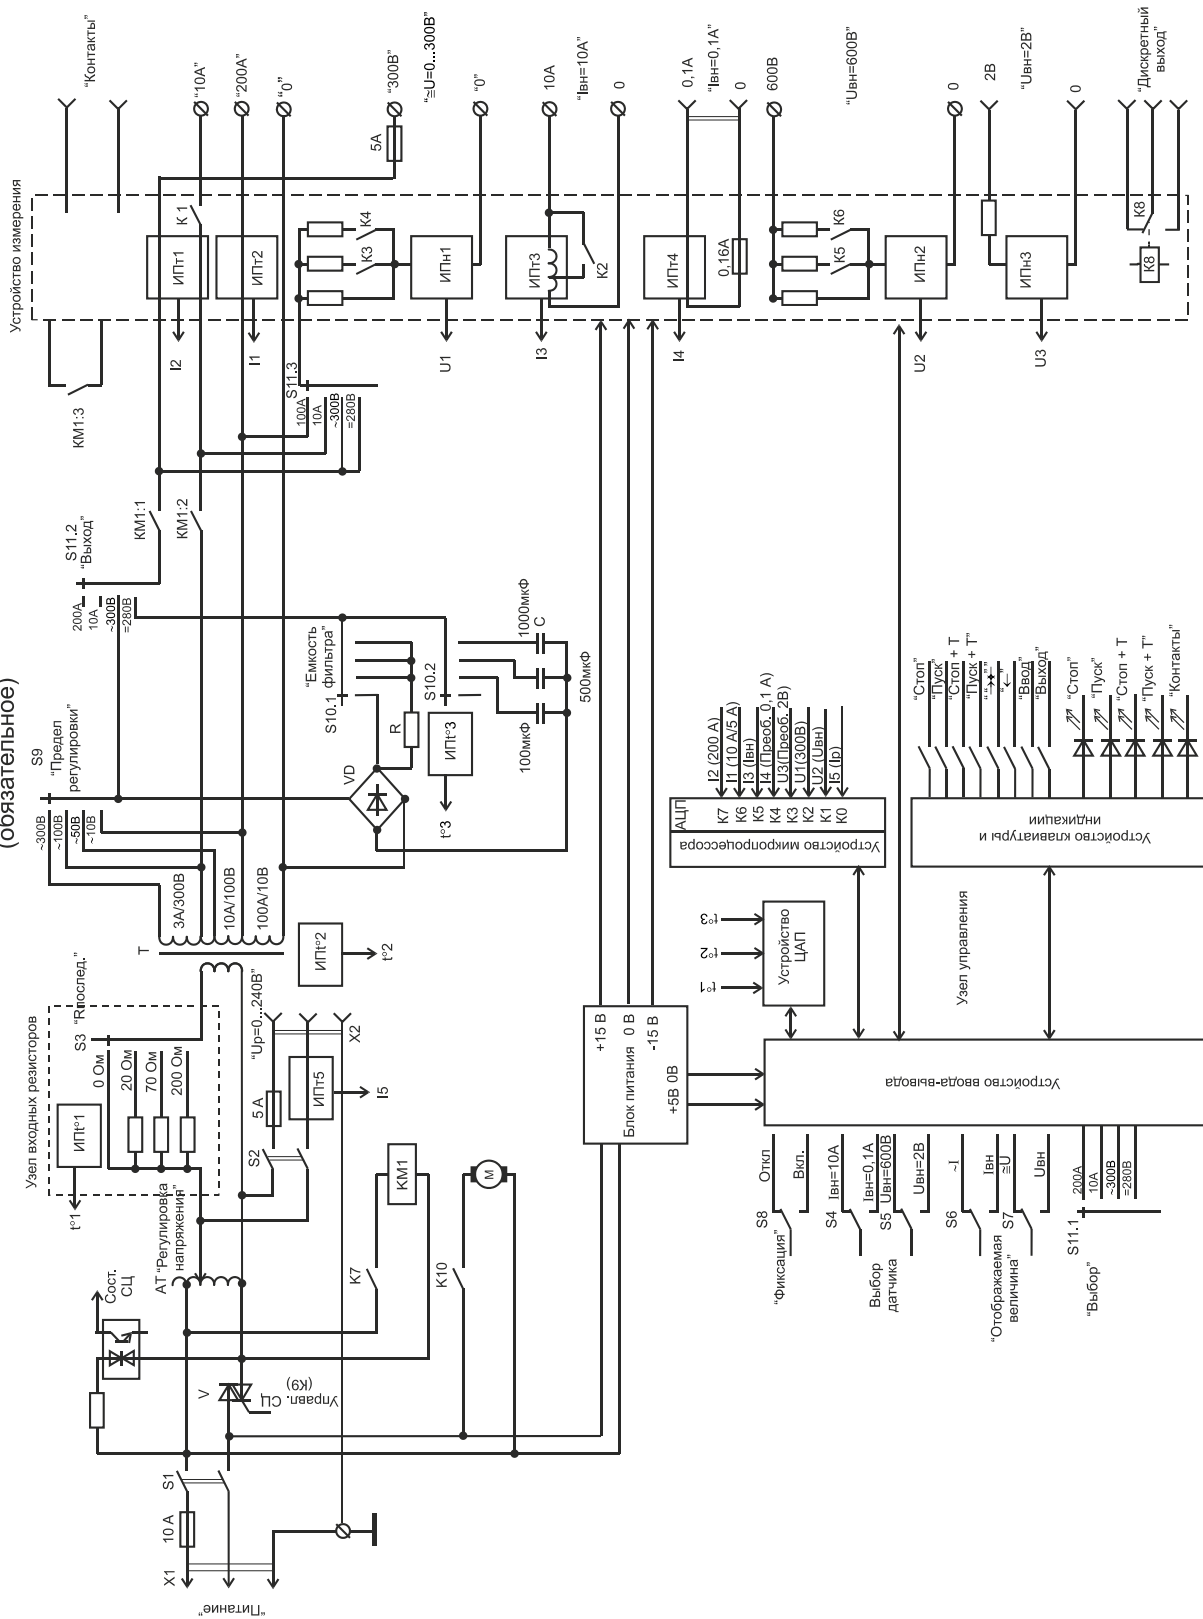 (обязательное)
"Контакты"
"10А"
"200А"
"0"
"300В"
5А
"≅U=0...300В"
"0"
10А
"Iвн=10А"
0
0,1А
"Iвн=0,1А"
0
600В
"Uвн=600В"
0
2В
"Uвн=2В"
0
"Дискретный
выход"
Устройство измерения
К 1
ИПт1
ИПт2
К4
К3
ИПн1
ИПт3
К2
ИПт4
0,16А
К6
К5
ИПн2
ИПн3
К8
К8
I2
I1
U1
I3
I4
U2
U3
КМ1:3
S11.3
100А
10А
~300В
=280В
КМ1:1
КМ1:2
S11.2
"Выход"
200А
10А
~300В
=280В
S9
"Предел
регулировки"
~300В
~100В
~50В
~10В
VD
S10.1
"Емкость
фильтра"
R
S10.2
ИПt°3
t°3
1000мкФ
С
500мкФ
100мкФ
Т
3А/300В
10А/100В
100А/10В
ИПt°2
t°2
Узел входных резисторов
S3
"Rпослед."
0 Ом
20 Ом
70 Ом
200 Ом
ИПt°1
t°1
АТ
"Регулировка
напряжения"
"Uр=0...240В"
Х2
5 А
ИПт5
I5
S2
КМ1
М
К7
К10
Сост.
СЦ
V
Управл. СЦ
(К9)
S1
10 А
Х1
"Питание"
+15 В
0 В
-15 В
Блок питания
+5В 0В
I2 (200 А)
I1 (10 А/5 А)
I3 (Iвн)
I4 (Преоб. 0,1 А)
U3(Преоб. 2В)
U1(300В)
U2 (Uвн)
I5 (Iр)
АЦП
К7
К6
К5
К4
К3
К2
К1
К0
Устройство микропроцессора
t°3
t°2
t°1
Устройство
ЦАП
Узел управления
Устройство ввода-вывода
"Стоп"
"Пуск"
"Стоп + Т
"Пуск + Т"
"Ввод"
"Выход"
"Стоп"
"Пуск"
"Стоп + Т
"Пуск + Т"
"Контакты"
Устройство клавиатуры и
индикации
S8
Откл
Вкл.
"Фиксация"
S4
Iвн=10А
Iвн=0,1А
S5
Uвн=600В
Uвн=2В
Выбор
датчика
S6
~I
Iвн
S7
≅U
Uвн
"Отображаемая
величина"
S11.1
200А
10А
~300В
=280В
"Выбор"